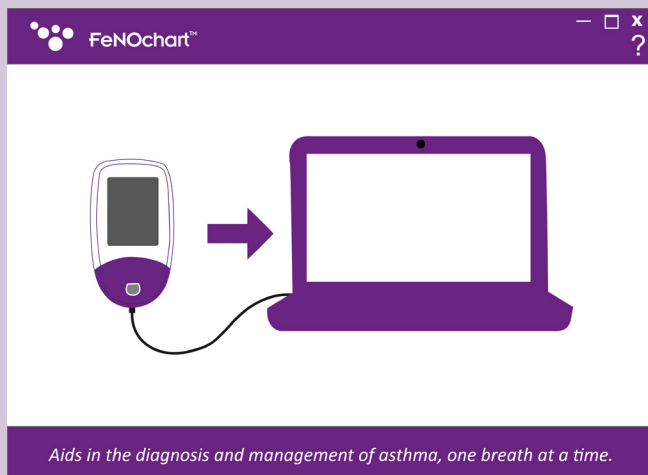 FeNOchart™
?
Aids in the diagnosis and management of asthma, one breath at a time.